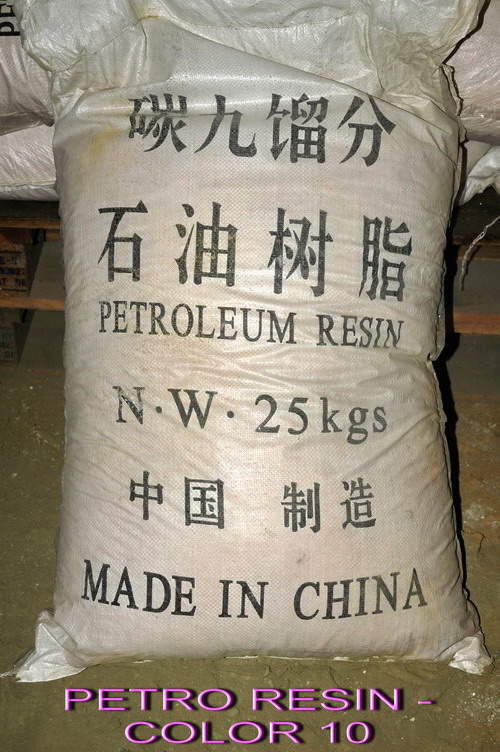 碳九馏分
石油树脂
PETROLEUM RESIN
N·W· 25kgs
中国 制造
MADE IN CHINA
PETRO RESIN -
COLOR 10